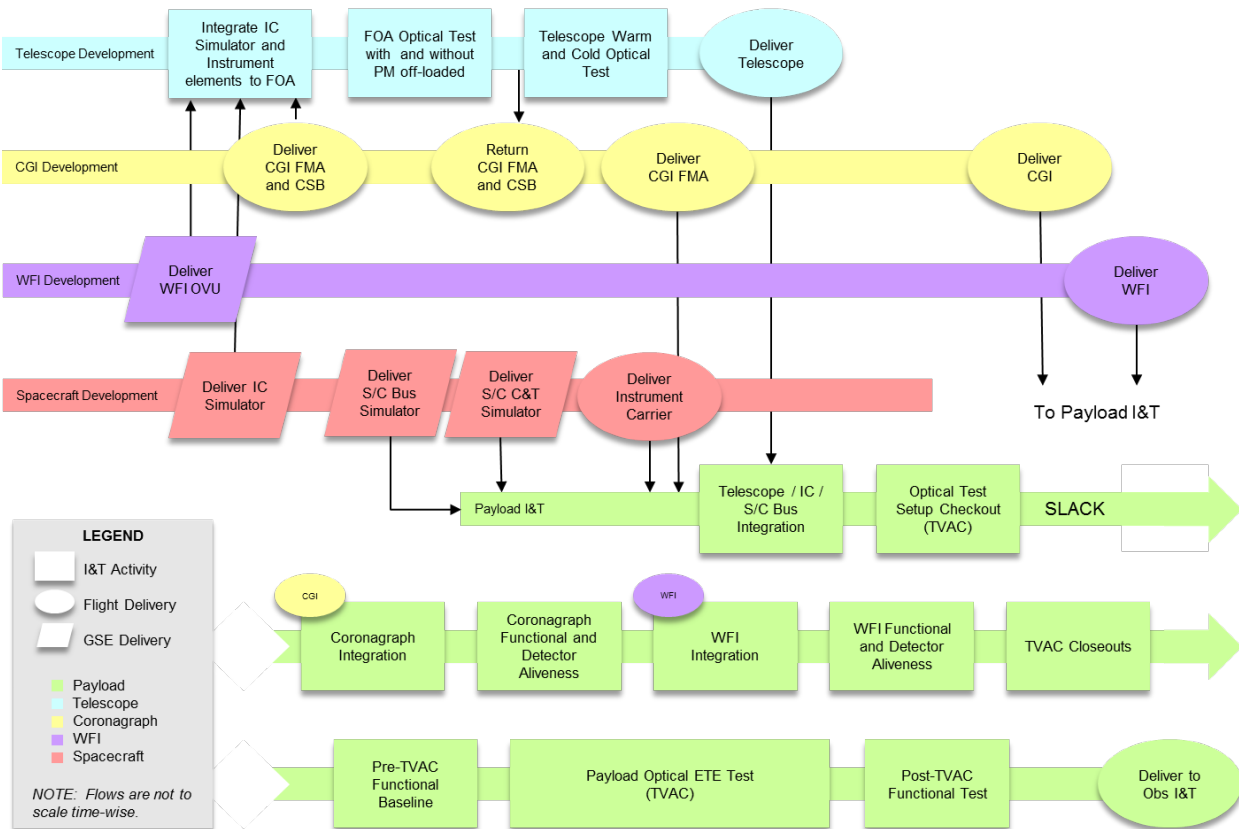 Telescope Development
Integrate IC
Simulator and
Instrument
elements to FOA
FOA Optical Test
with and without
PM off-loaded
Telescope Warm
and Cold Optical
Test
Deliver
Telescope
CGI Development
Deliver
CGI FMA
and CSB
Return
CGI FMA
and CSB
Deliver
CGI FMA
Deliver
CGI
WFI Development
Deliver
WFI OVU
Deliver
WFI
Spacecraft Development
Deliver IC
Simulator
Deliver
S/C Bus
Simulator
Deliver
S/C C&T
Simulator
Deliver
Instrument
Carrier
To Payload I&T
Payload I&T
Telescope / IC /
S/C Bus
Integration
Optical Test
Setup Checkout
(TVAC)
SLACK
LEGEND
I&T Activity
Flight Delivery
GSE Delivery
Payload
Telescope
Coronagraph
WFI
Spacecraft
NOTE: Flows are not to
scale time-wise.
CGI
Coronagraph
Integration
Coronagraph
Functional and
Detector
Aliveness
WFI
WFI
Integration
WFI Functional
and Detector
Aliveness
TVAC Closeouts
Pre-TVAC
Functional
Baseline
Payload Optical ETE Test
(TVAC)
Post-TVAC
Functional Test
Deliver to
Obs I&T